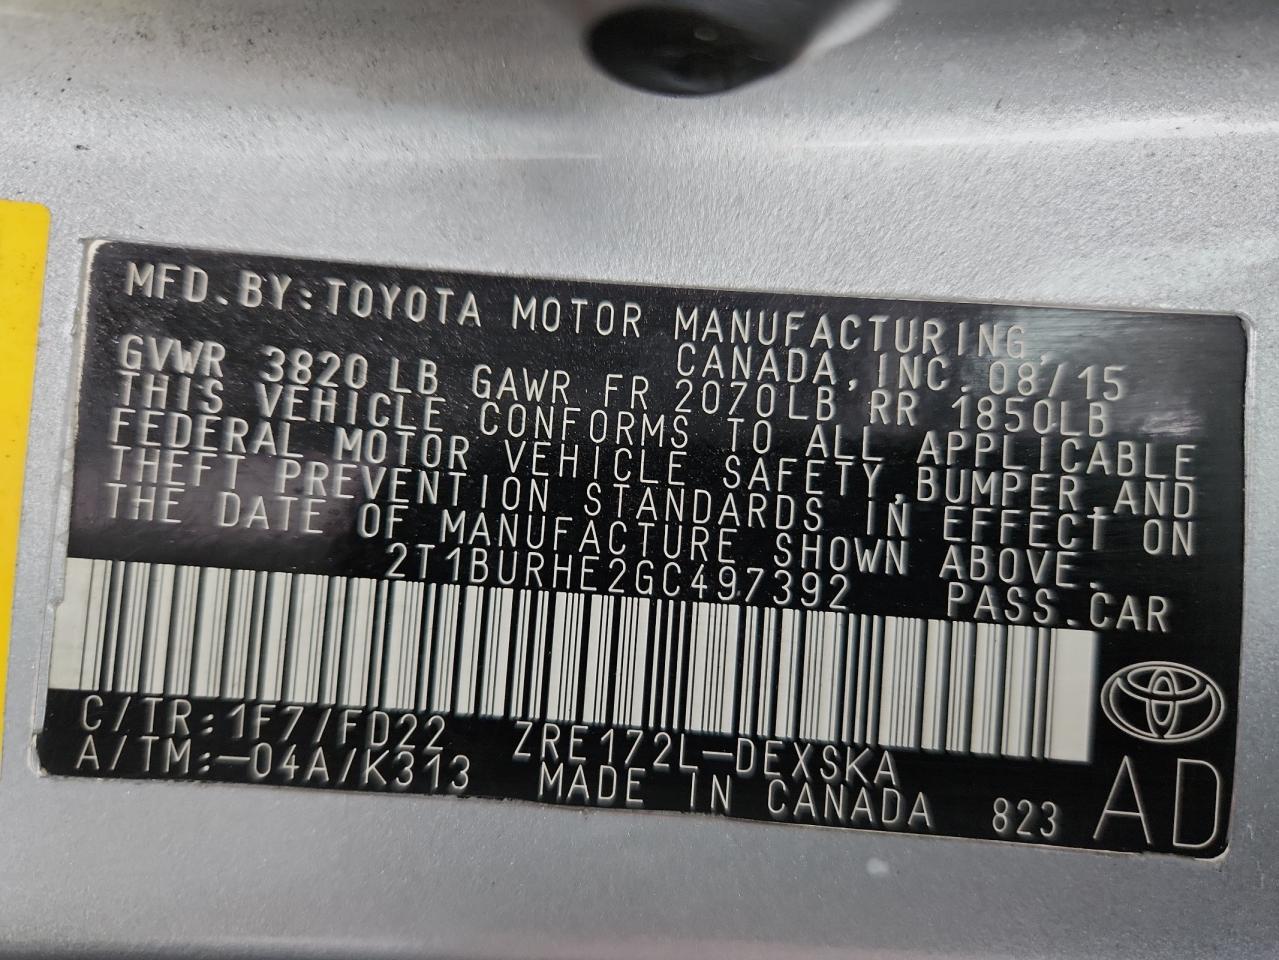 MFD.BY:TOYOTA MOTOR MANUFACTURING,
CANADA, INC. 08/15
GVWR 3820 LB GAWR FR 2070LB RR 1850LB
THIS VEHICLE CONFORMS TO ALL APPLICABLE
FEDERAL MOTOR VEHICLE SAFETY,BUMPER,AND
THEFT PREVENTION STANDARDS IN EFFECT ON
THE DATE OF MANUFACTURE SHOWN ABOVE.
2T1BURHE2GC497392 PASS.CAR
C/TR:1F7/FD22 ZRE172L-DEXSKA
A/TM:-04A/K313 MADE IN CANADA 823 AD